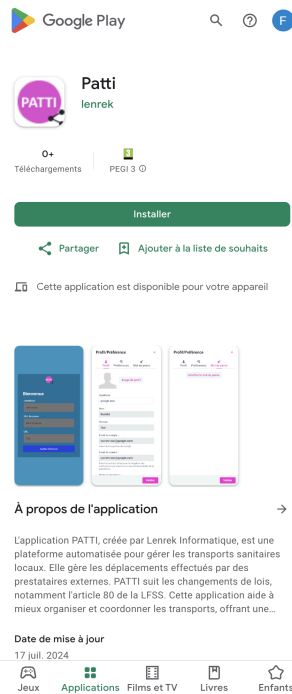 Google Play
F
PATTI
Patti
lenrek
0+
Téléchargements
3
PEGI 3
Installer
Partager
Ajouter à la liste de souhaits
Cette application est disponible pour votre appareil
Bienvenue
Profil/Préférence
Profil/Préférence
À propos de l'application
L'application PATTI, créée par Lenrek Informatique, est une
plateforme automatisée pour gérer les transports sanitaires
locaux. Elle gère les déplacements effectués par des
prestataires externes. PATTI suit les changements de lois,
notamment l'article 80 de la LFSS. Cette application aide à
mieux organiser et coordonner les transports, offrant une...
Date de mise à jour
17 juil. 2024
Jeux
Applications
Films et TV
Livres
Enfants